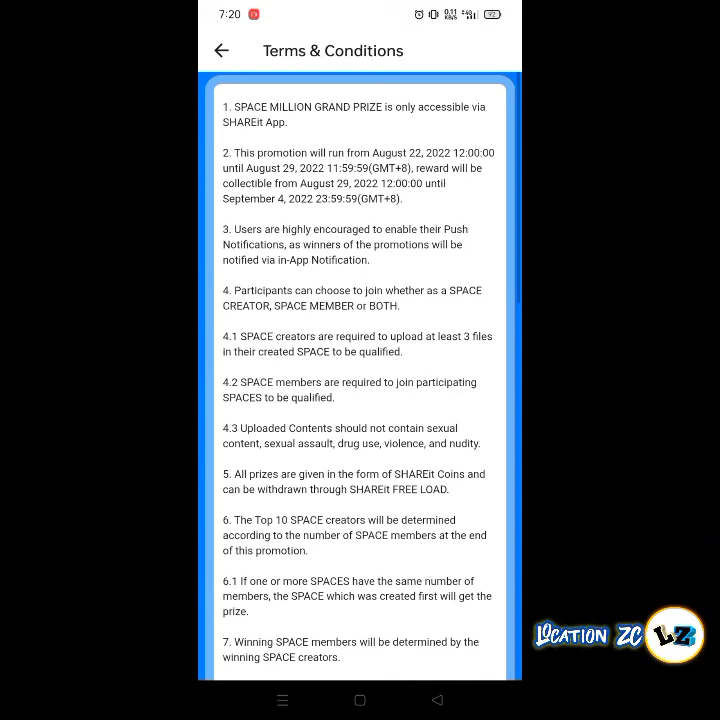 7:20
0.11
KB/S
4G
92
Terms & Conditions
1. SPACE MILLION GRAND PRIZE is only accessible via
SHAREit App.
2. This promotion will run from August 22, 2022 12:00:00
until August 29, 2022 11:59:59(GMT+8), reward will be
collectible from August 29, 2022 12:00:00 until
September 4, 2022 23:59:59(GMT+8).
3. Users are highly encouraged to enable their Push
Notifications, as winners of the promotions will be
notified via in-App Notification.
4. Participants can choose to join whether as a SPACE
CREATOR, SPACE MEMBER or BOTH.
4.1 SPACE creators are required to upload at least 3 files
in their created SPACE to be qualified.
4.2 SPACE members are required to join participating
SPACES to be qualified.
4.3 Uploaded Contents should not contain sexual
content, sexual assault, drug use, violence, and nudity.
5. All prizes are given in the form of SHAREit Coins and
can be withdrawn through SHAREit FREE LOAD.
6. The Top 10 SPACE creators will be determined
according to the number of SPACE members at the end
of this promotion.
6.1 If one or more SPACES have the same number of
members, the SPACE which was created first will get the
prize.
7. Winning SPACE members will be determined by the
winning SPACE creators.
LOCATION ZC
LZ